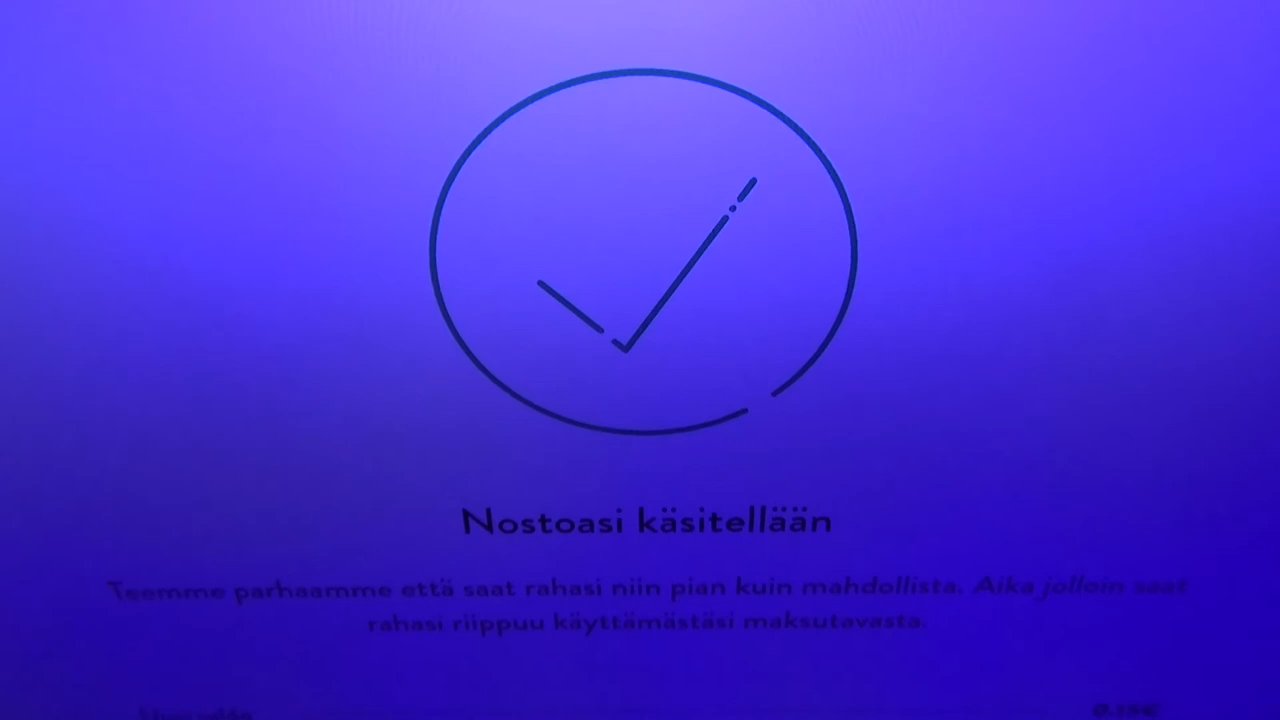 Nostoasi käsitellään
Teemme parhaamme että saat rahasi niin pian kuin mahdollista. Aika jolloin saat
rahasi riippuu käyttämästäsi maksutavasta.